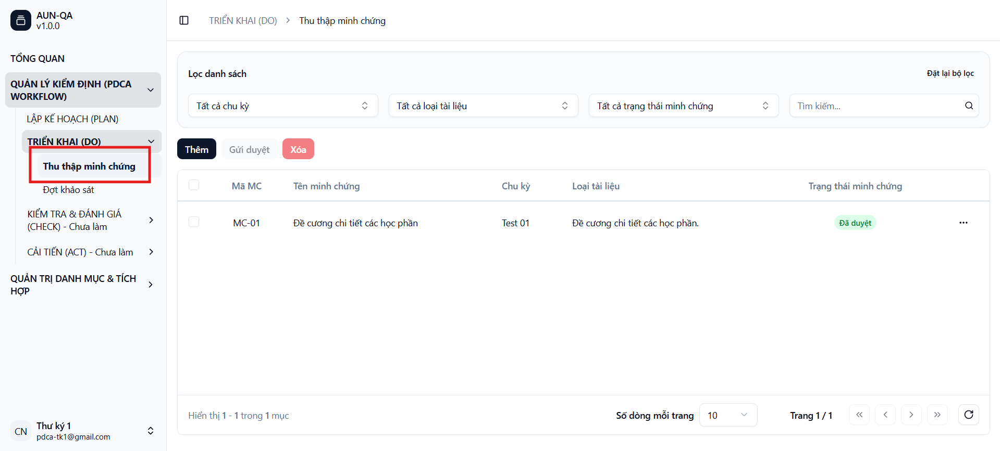 AUN-QA
v1.0.0
TỔNG QUAN
QUẢN LÝ KIỂM ĐỊNH (PDCA
WORKFLOW)
LẬP KẾ HOẠCH (PLAN)
TRIỂN KHAI (DO)
Thu thập minh chứng
Đợt khảo sát
KIỂM TRA & ĐÁNH GIÁ
(CHECK) - Chưa làm
CẢI TIẾN (ACT) - Chưa làm
QUẢN TRỊ DANH MỤC & TÍCH
HỢP
CN
Thư ký 1
pdca-tk1@gmail.com
TRIỂN KHAI (DO) > Thu thập minh chứng
Lọc danh sách
Đặt lại bộ lọc
Tất cả chu kỳ
Tất cả loại tài liệu
Tất cả trạng thái minh chứng
Tìm kiếm...
Thêm
Gửi duyệt
Xóa
Mã MC Tên minh chứng Chu kỳ Loại tài liệu Trạng thái minh chứng
MC-01 Đề cương chi tiết các học phần Test 01 Đề cương chi tiết các học phần. Đã duyệt
Hiển thị 1 - 1 trong 1 mục
Số dòng mỗi trang 10
Trang 1 / 1